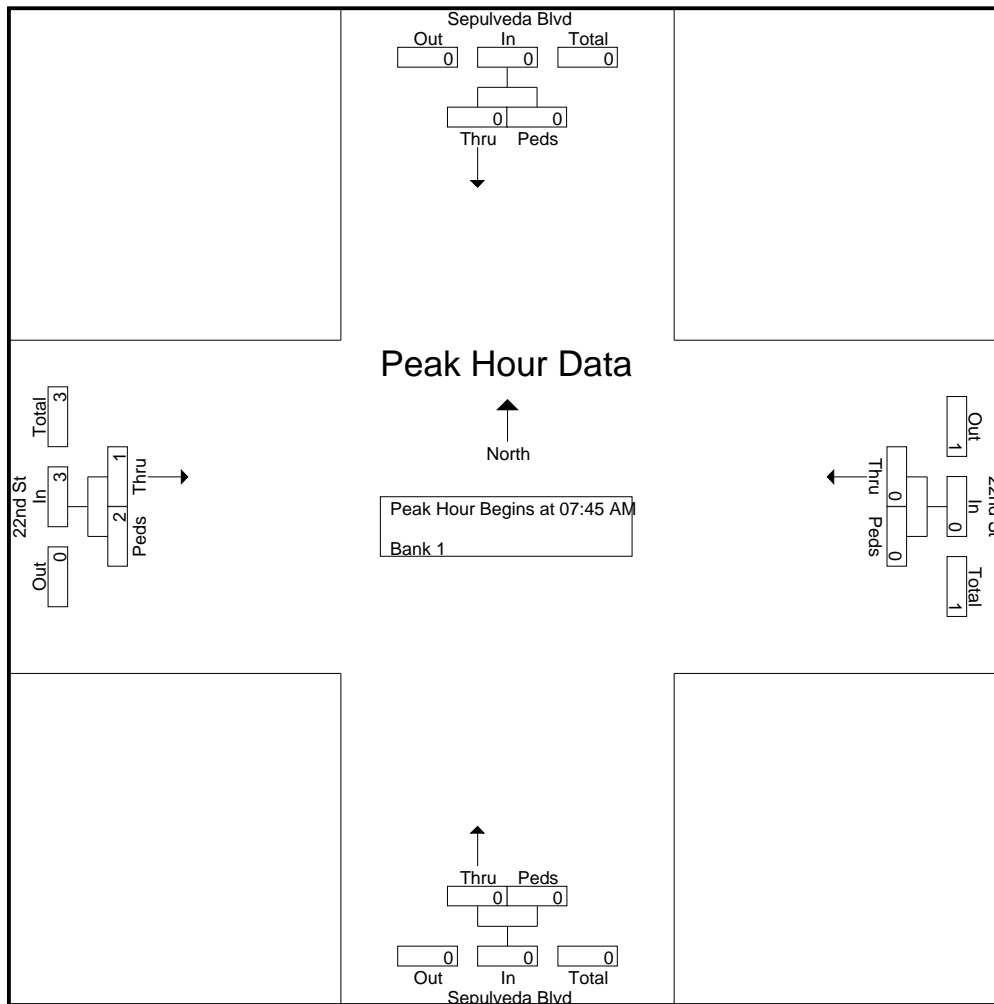 Sepulveda Blvd
Out In Total
0 0 0
0 0
Thru Peds
Peak Hour Data
North
Peak Hour Begins at 07:45 AM
Bank 1
22nd St
Total In Out
3 3 0
1 2
Thru Peds
22nd St
Out In Total
1 0 1
Thru Peds
0 0
Thru Peds
0 0
0 0 0
Out In Total
Sepulveda Blvd